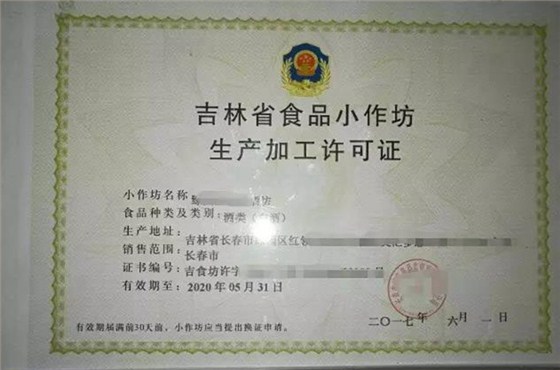 吉林省食品小作坊
生产加工许可证
小作坊名称:
食品种类及类别: 酒类(白酒)
生产地址:
吉林省长春市 区红
销售范围: 长春市
证书编号: 吉食坊许字
有效期至: 2020年05月31日
二〇一七年 六月 一日
有效期届满前30天前,小作坊应当提出换证申请。